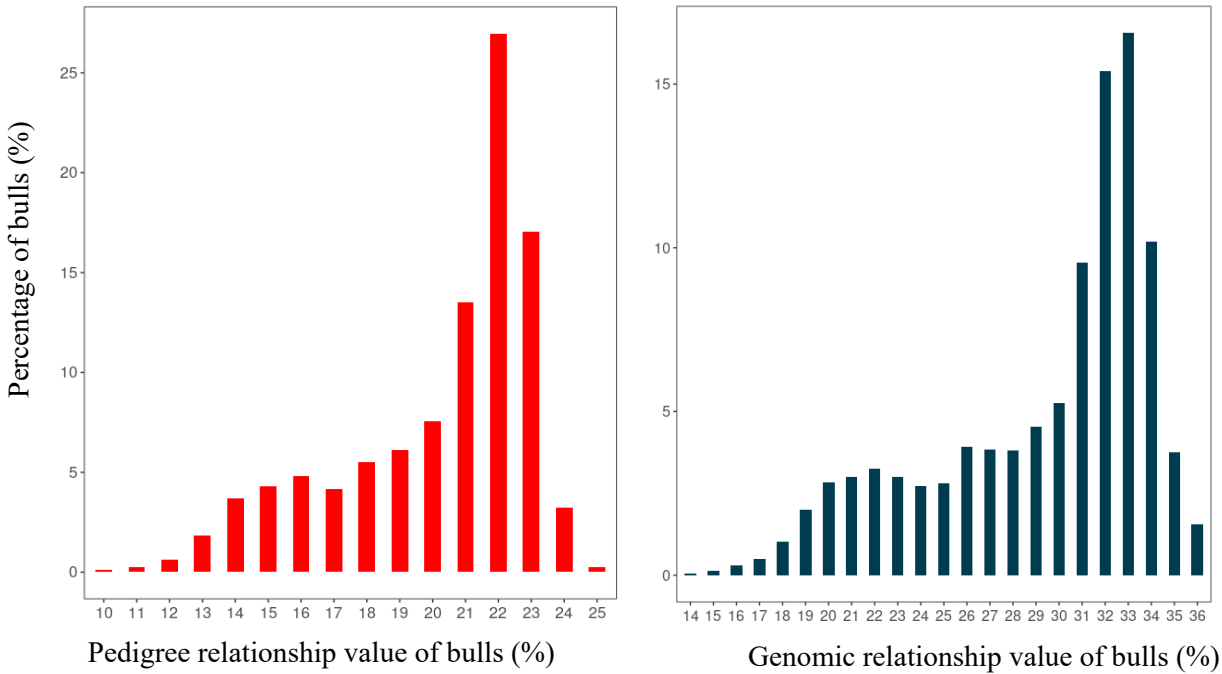 Percentage of bulls (%)
25
20
15
10
5
0
10 11 12 13 14 15 16 17 18 19 20 21 22 23 24 25
Pedigree relationship value of bulls (%)
15
10
5
0
14 15 16 17 18 19 20 21 22 23 24 25 26 27 28 29 30 31 32 33 34 35 36
Genomic relationship value of bulls (%)